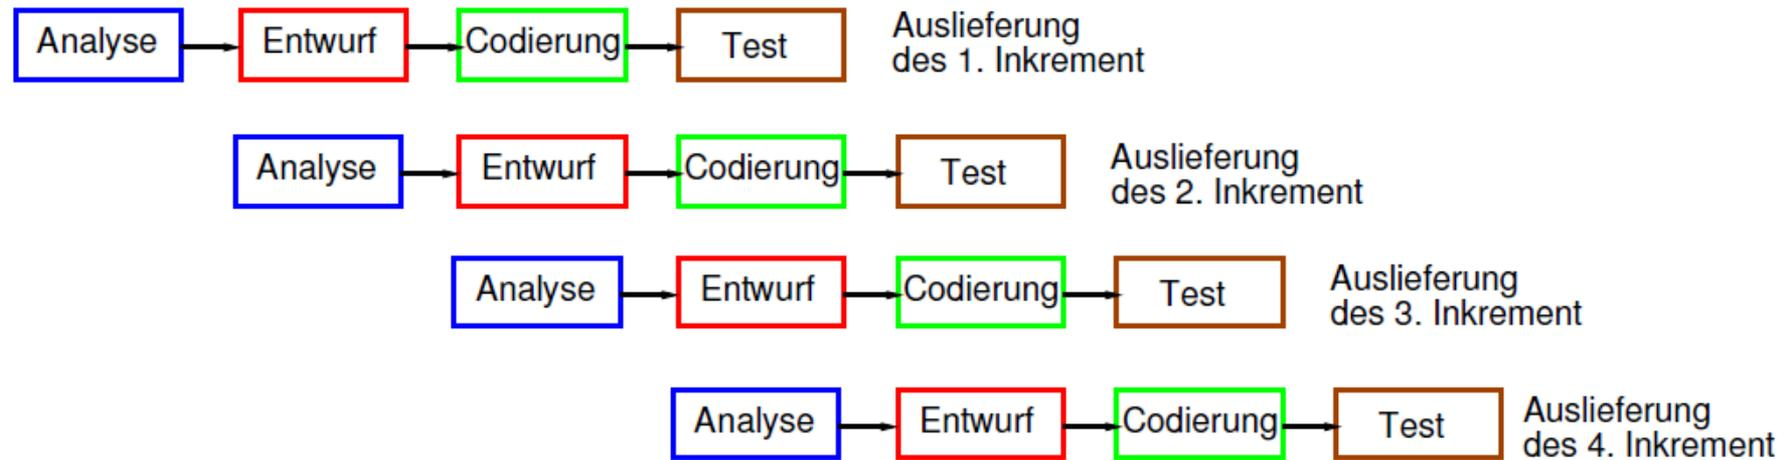 Analyse Entwurf Codierung Test Auslieferung
des 1. Inkrement
Analyse Entwurf Codierung Test Auslieferung
des 2. Inkrement
Analyse Entwurf Codierung Test Auslieferung
des 3. Inkrement
Analyse Entwurf Codierung Test Auslieferung
des 4. Inkrement